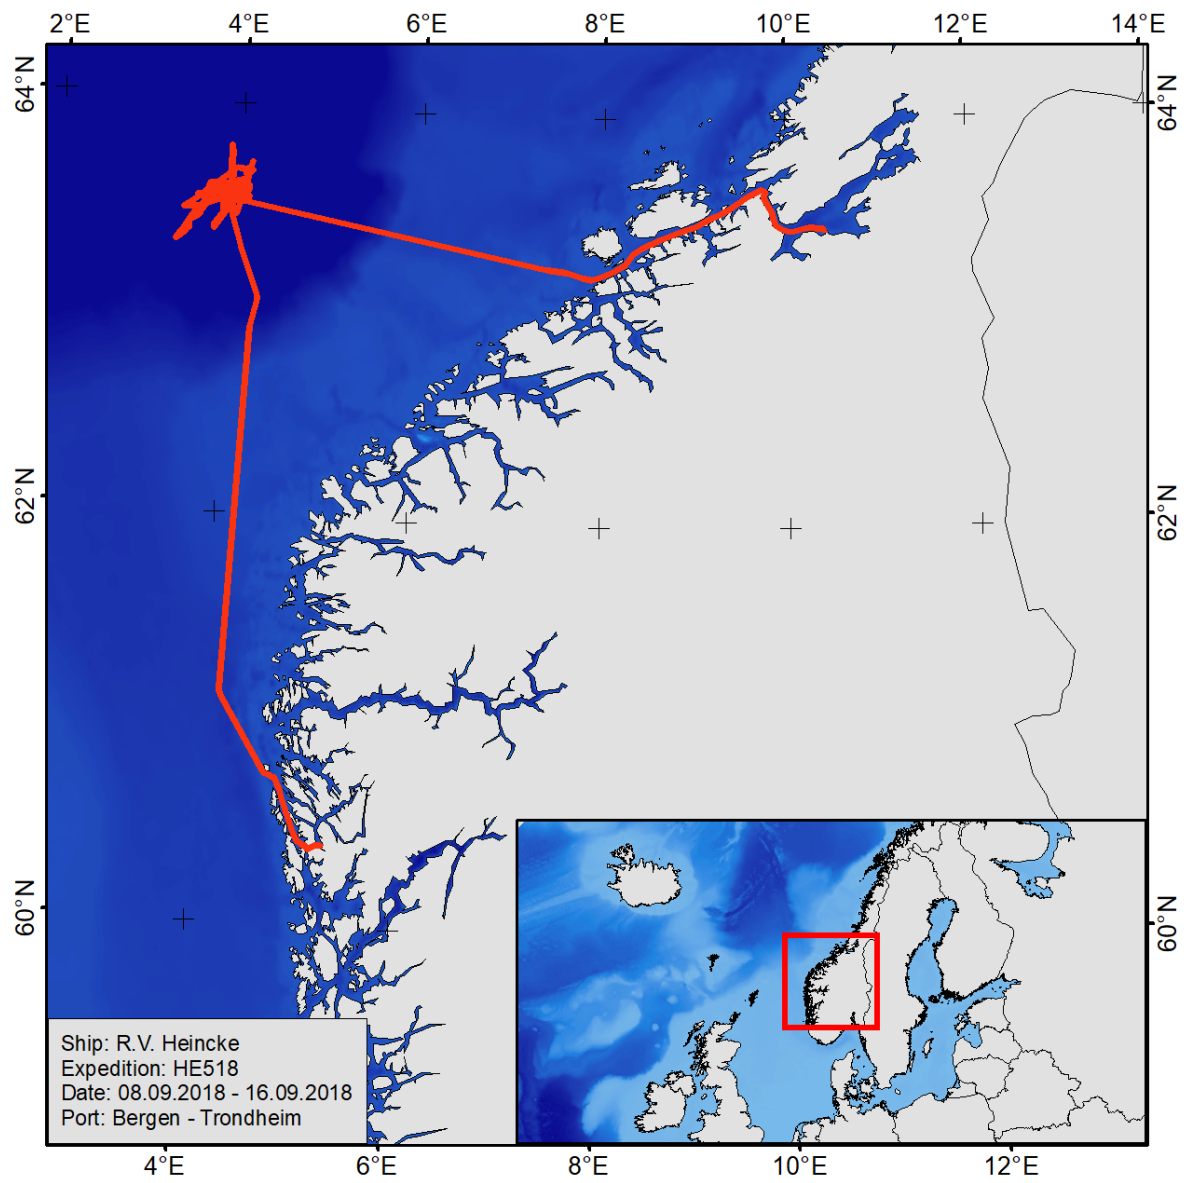 2°E 4°E 6°E 8°E 10°E 12°E 14°E
64°N 64°N
62°N 62°N
60°N 60°N
Ship: R.V. Heincke
Expedition: HE518
Date: 08.09.2018 - 16.09.2018
Port: Bergen - Trondheim
4°E 6°E 8°E 10°E 12°E